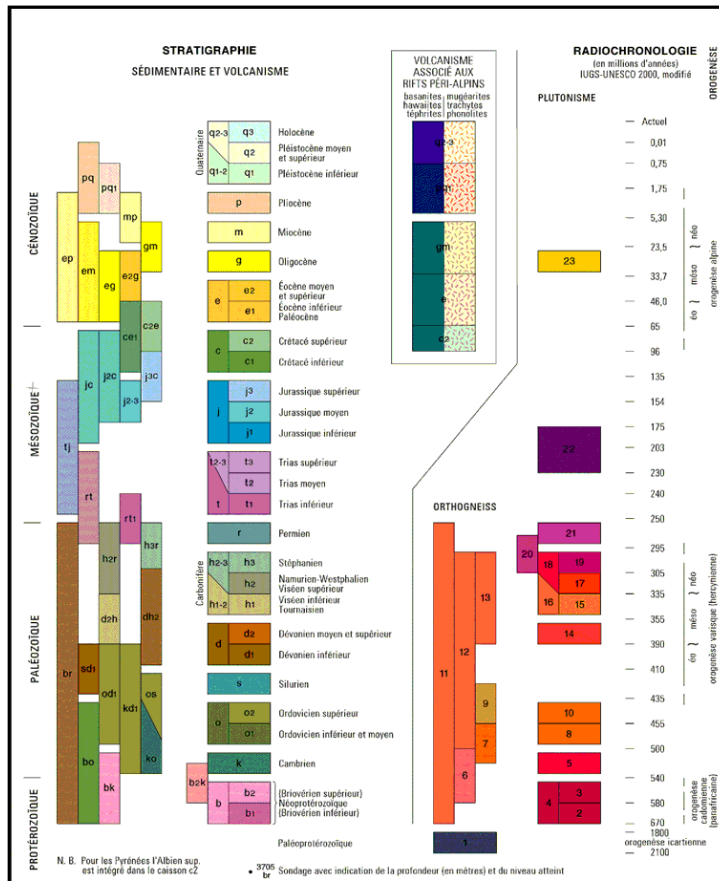 STRATIGRAPHIE
SÉDIMENTAIRE ET VOLCANISME
VOLCANISME
ASSOCIÉ AUX
RIFTS PÉRI-ALPINS
basanites
hawaiites
téphrites
mugéarites
trachytes
phonolites
RADIOCHRONOLOGIE
(en millions d'années)
IUGS-UNESCO 2000, modifié
PLUTONISME
OROGENÈSE
CÉNOZOÏQUE
MÉSOZOÏQUE
PALÉOZOÏQUE
PROTÉROZOÏQUE
pq
pq1
mp
ep
em
eg
e2g
gm
ce1
c2e
jc
j2c
j2-3
j3c
tj
rt
rt1
h2r
h3r
d2h
dh2
br
sd1
od1
kd1
os
ko
bo
bk
Quaternaire
q2-3
q3
Holocène
q2
Pléistocène moyen
et supérieur
q1-2
q1
Pléistocène inférieur
p
Pliocène
m
Miocène
g
Oligocène
e
e2
Éocène moyen
et supérieur
e1
Éocène inférieur
Paléocène
c
c2
Crétacé supérieur
c1
Crétacé inférieur
j
j3
Jurassique supérieur
j2
Jurassique moyen
j1
Jurassique inférieur
t2-3
t3
Trias supérieur
t2
Trias moyen
t
t1
Trias inférieur
r
Permien
Carbonifère
h2-3
h3
Stéphanien
h2
Namurien-Westphalien
Viséen supérieur
h1-2
h1
Viséen inférieur
Tournaisien
d
d2
Dévonien moyen et supérieur
d1
Dévonien inférieur
s
Silurien
o
o2
Ordovicien supérieur
o1
Ordovicien inférieur et moyen
k
Cambrien
b2k
b
b2
(Briovérien supérieur)
Néoprotérozoïque
b1
(Briovérien inférieur)
Paléoprotérozoïque
q2-3
pq1
gm
e
c2
ORTHOGNEISS
11
12
13
9
7
6
1
23
22
21
20
18
19
17
16
15
14
10
8
5
4
3
2
Actuel
0,01
0,75
1,75
5,30
23,5
33,7
46,0
65
96
135
154
175
203
230
240
250
295
305
335
355
390
410
435
455
500
540
580
670
1800
2100
éo
méso
néo
orogenèse alpine
éo
méso
néo
orogenèse varisque (hercynienne)
orogenèse
cadomienne
(panafricaine)
orogenèse icartienne
N. B. Pour les Pyrénées l'Albien sup.
est intégré dans le caisson c2
3705
br
Sondage avec indication de la profondeur (en mètres) et du niveau atteint